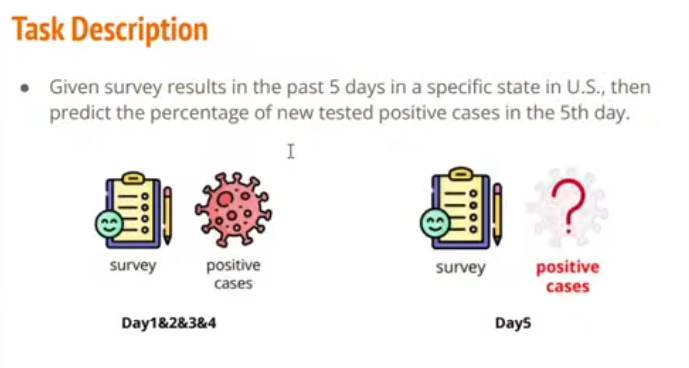 Task Description
● Given survey results in the past 5 days in a specific state in U.S., then
predict the percentage of new tested positive cases in the 5th day.
survey
positive
cases
survey
positive
cases
Day1&2&3&4
Day5